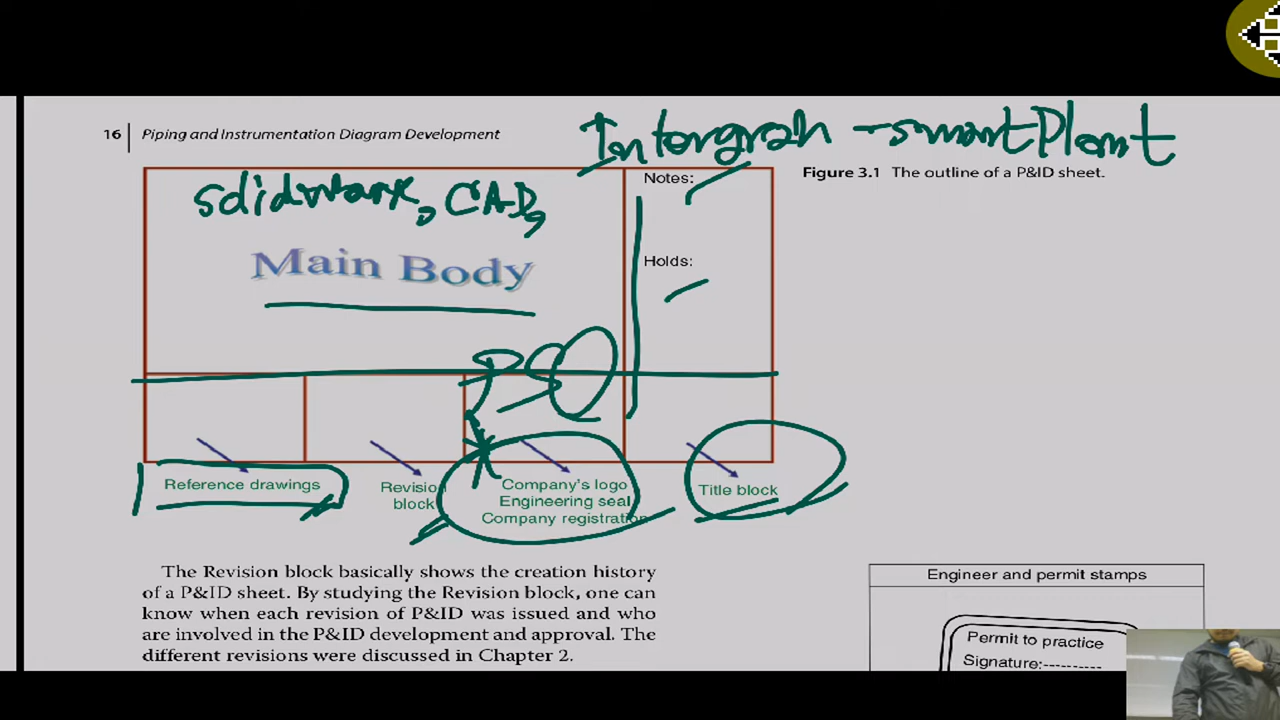 16 | Piping and Instrumentation Diagram Development
Intergrah - smart Plant
Notes:
Figure 3.1 The outline of a P&ID sheet.
solidwork, CAD,
Main Body
Holds:
Reference drawings
Revision
block
Company's logo
Engineering seal
Company registration
Title block
The Revision block basically shows the creation history
of a P&ID sheet. By studying the Revision block, one can
know when each revision of P&ID was issued and who
are involved in the P&ID development and approval. The
different revisions were discussed in Chapter 2.
Engineer and permit stamps
Permit to practice
Signature:----------